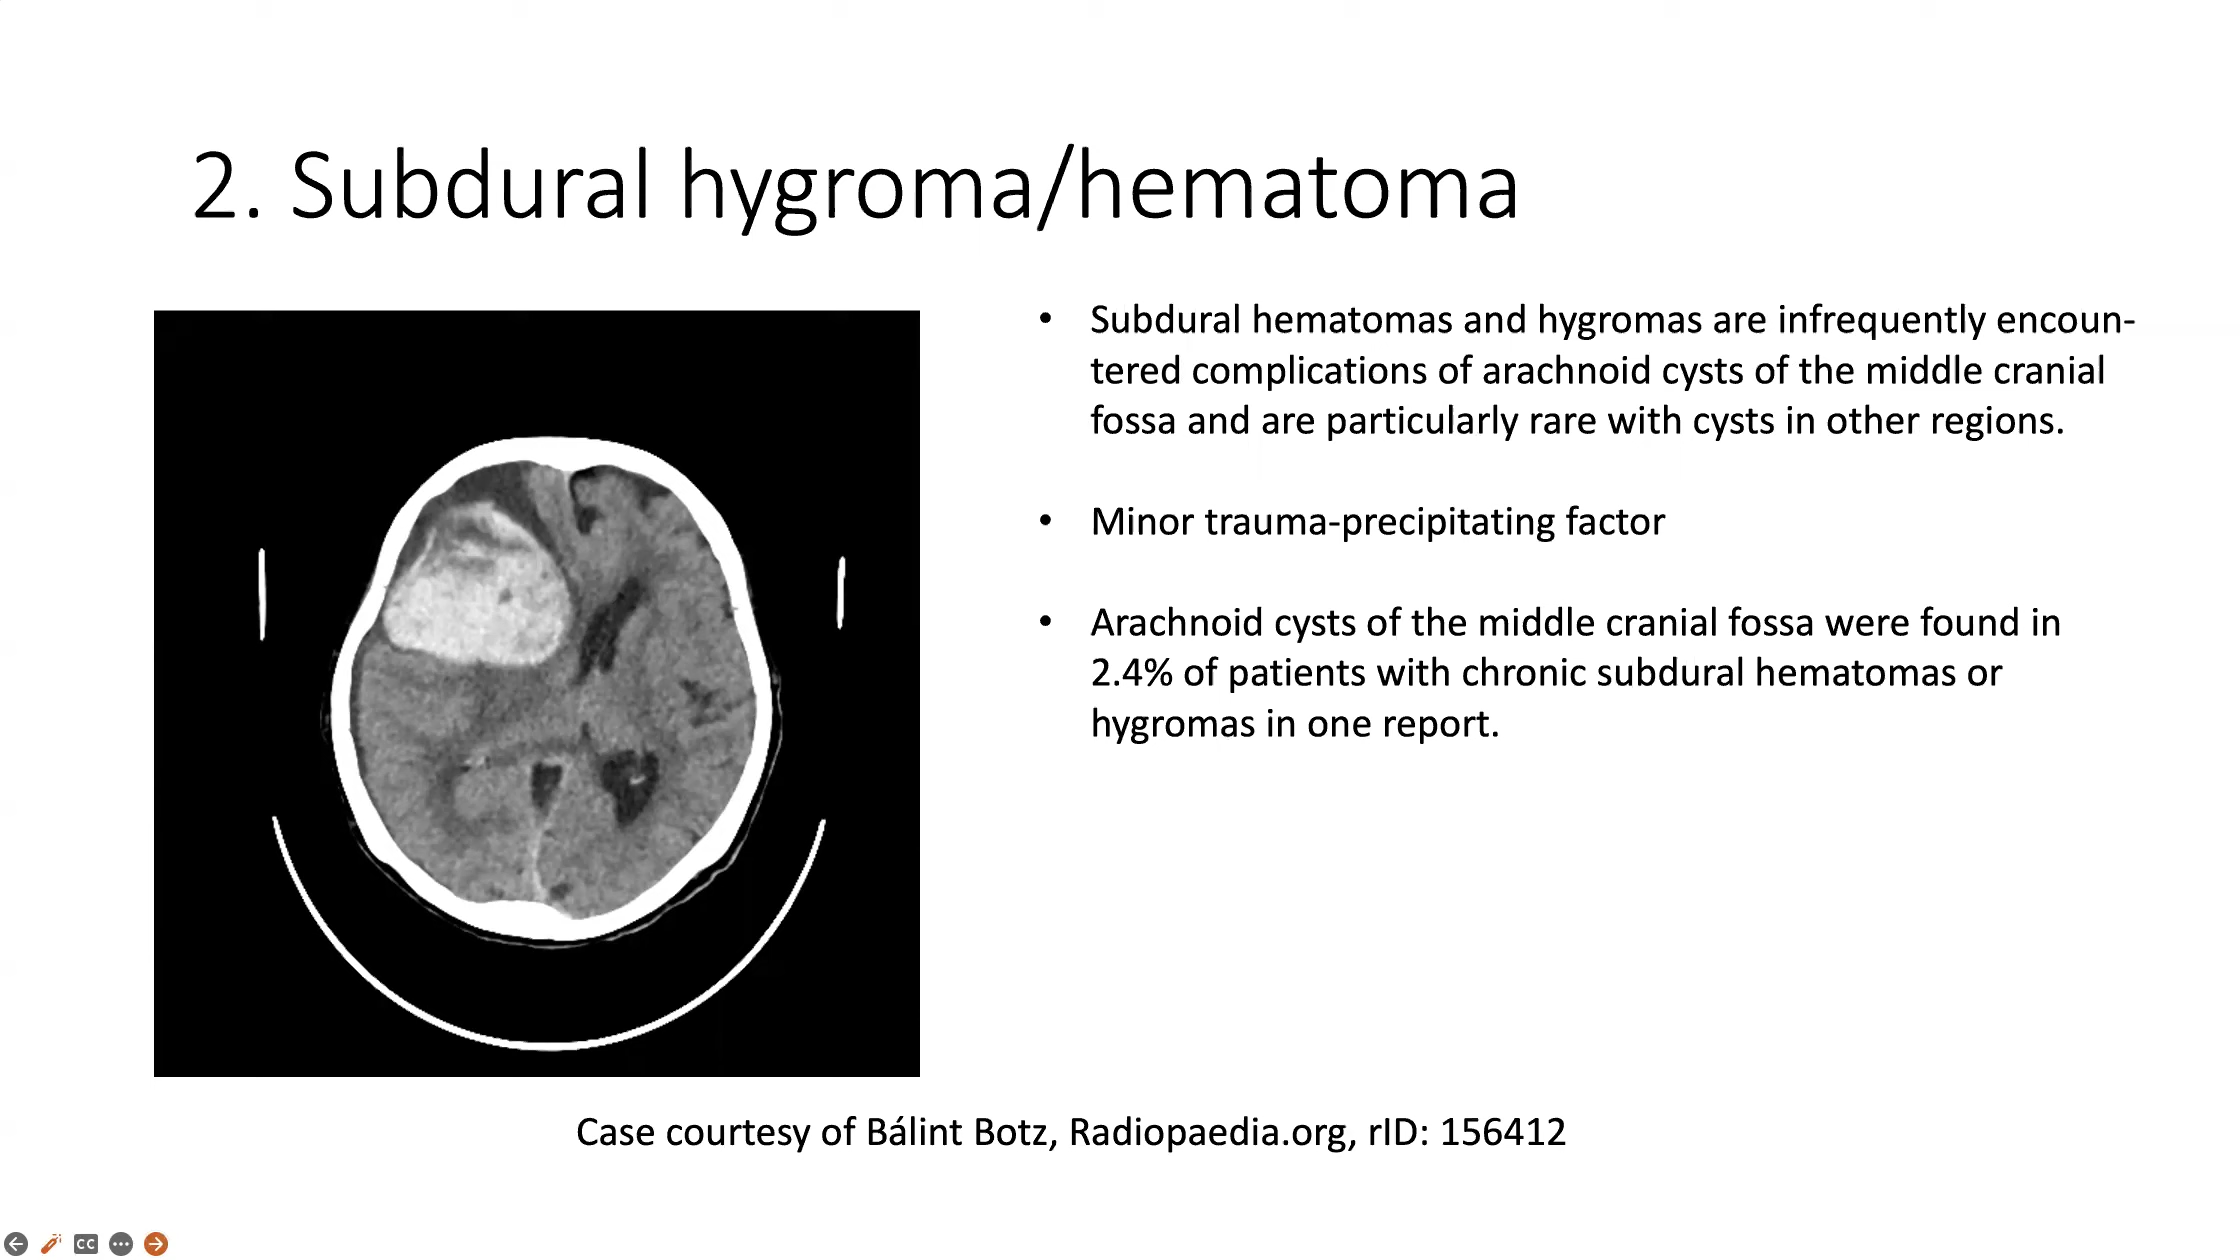 2. Subdural hygroma/hematoma
• Subdural hematomas and hygromas are infrequently encoun-
tered complications of arachnoid cysts of the middle cranial
fossa and are particularly rare with cysts in other regions.
• Minor trauma-precipitating factor
• Arachnoid cysts of the middle cranial fossa were found in
2.4% of patients with chronic subdural hematomas or
hygromas in one report.
Case courtesy of Bálint Botz, Radiopaedia.org, rID: 156412
CC